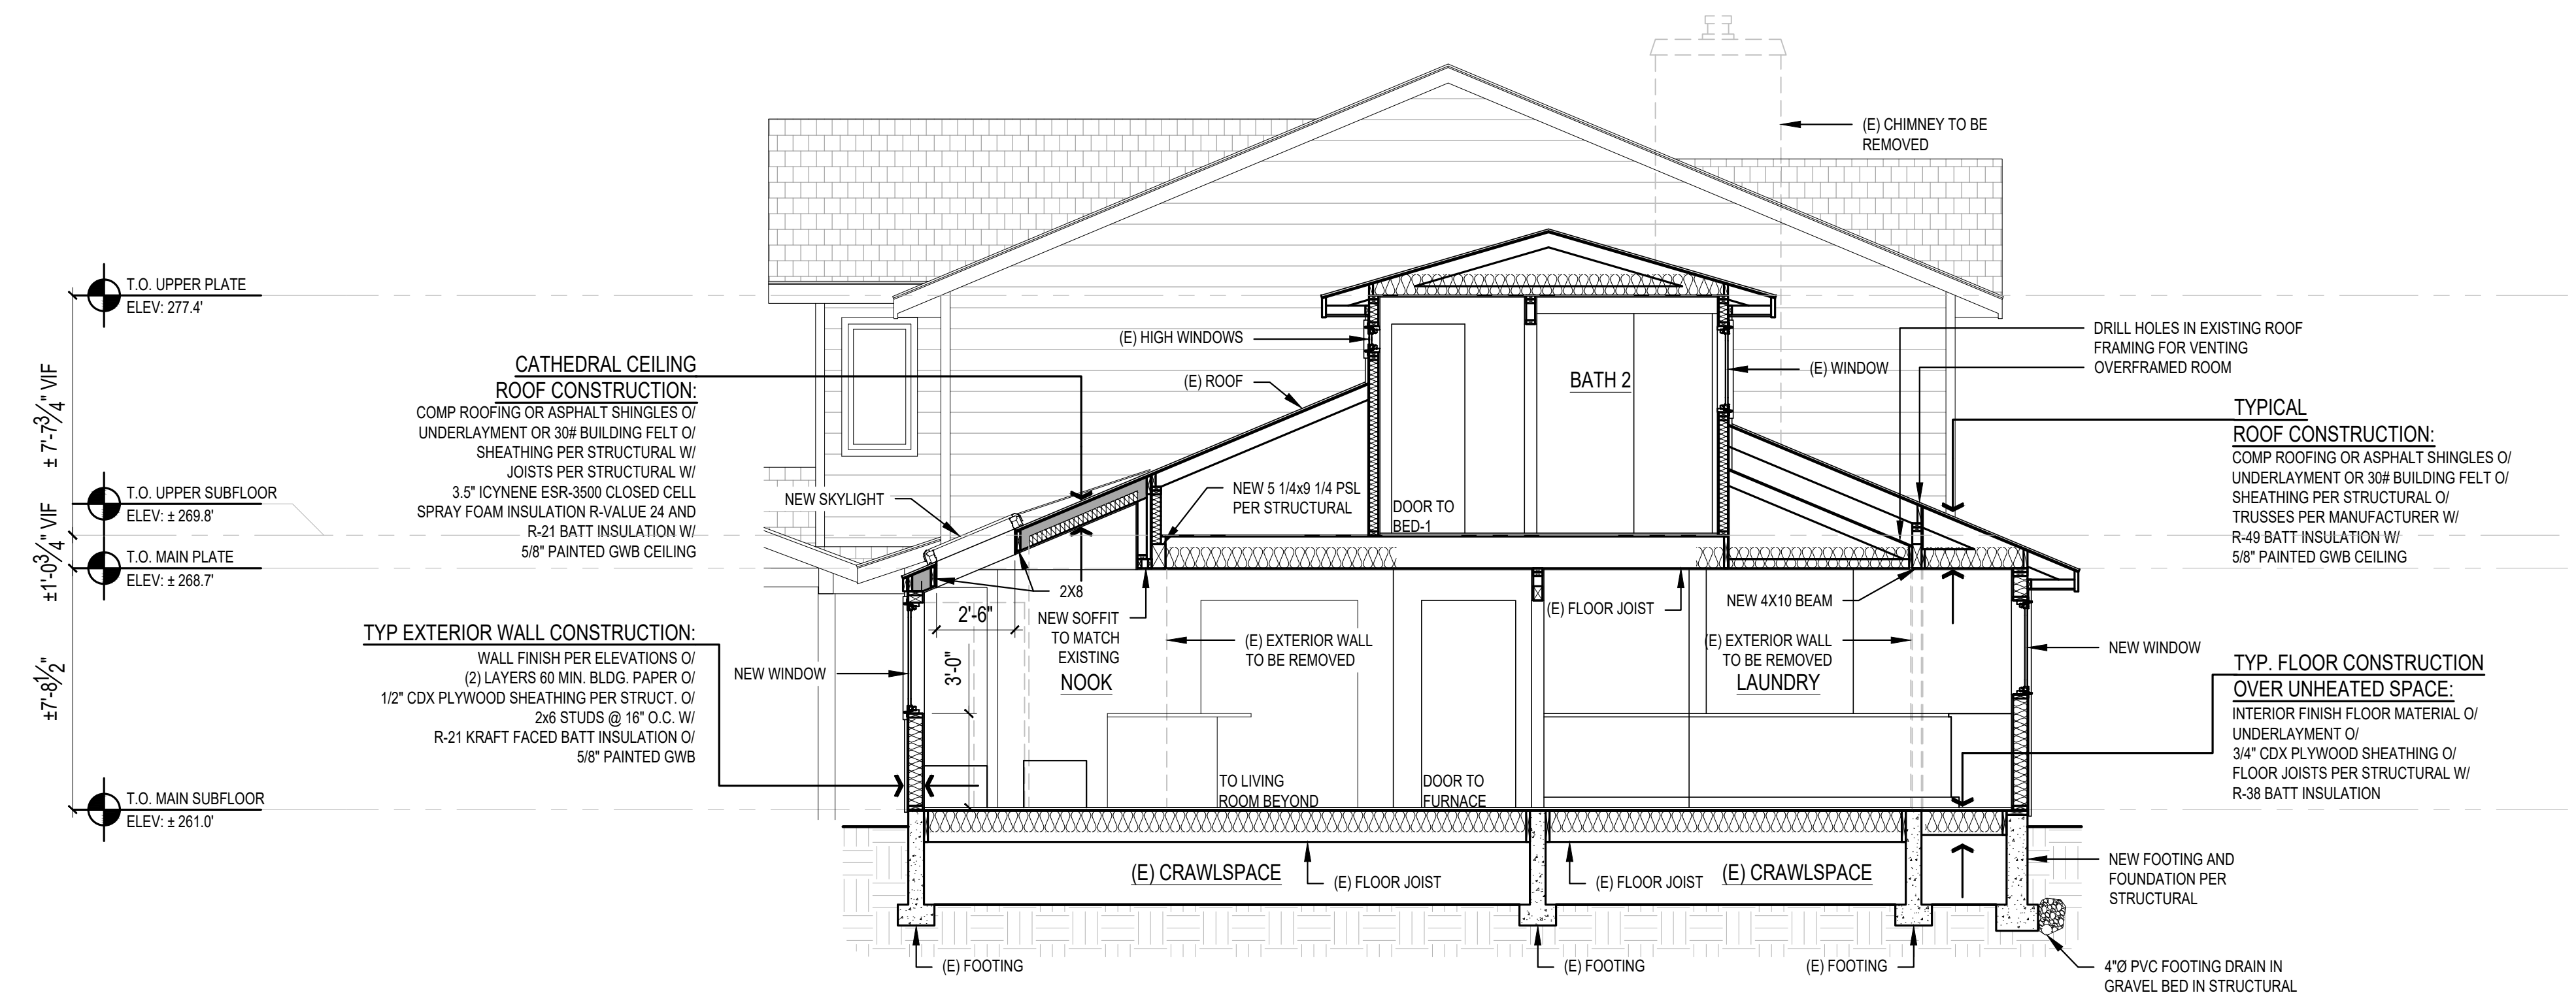 (E) CHIMNEY TO BE
REMOVED
T.O. UPPER PLATE
ELEV: 277.4'
± 7'-7 3/4" VIF
T.O. UPPER SUBFLOOR
ELEV: ± 269.8'
±1'-0 3/4" VIF
T.O. MAIN PLATE
ELEV: ± 268.7'
±7'-8 1/2"
T.O. MAIN SUBFLOOR
ELEV: ± 261.0'
CATHEDRAL CEILING
ROOF CONSTRUCTION:
COMP ROOFING OR ASPHALT SHINGLES O/
UNDERLAYMENT OR 30# BUILDING FELT O/
SHEATHING PER STRUCTURAL W/
JOISTS PER STRUCTURAL W/
3.5" ICYNENE ESR-3500 CLOSED CELL
SPRAY FOAM INSULATION R-VALUE 24 AND
R-21 BATT INSULATION W/
5/8" PAINTED GWB CEILING
TYP EXTERIOR WALL CONSTRUCTION:
WALL FINISH PER ELEVATIONS O/
(2) LAYERS 60 MIN. BLDG. PAPER O/
1/2" CDX PLYWOOD SHEATHING PER STRUCT. O/
2x6 STUDS @ 16" O.C. W/
R-21 KRAFT FACED BATT INSULATION O/
5/8" PAINTED GWB
(E) HIGH WINDOWS
(E) ROOF
NEW SKYLIGHT
NEW 5 1/4x9 1/4 PSL
PER STRUCTURAL
DOOR TO
BED-1
BATH 2
(E) WINDOW
DRILL HOLES IN EXISTING ROOF
FRAMING FOR VENTING
OVERFRAMED ROOM
TYPICAL
ROOF CONSTRUCTION:
COMP ROOFING OR ASPHALT SHINGLES O/
UNDERLAYMENT OR 30# BUILDING FELT O/
SHEATHING PER STRUCTURAL O/
TRUSSES PER MANUFACTURER W/
R-49 BATT INSULATION W/
5/8" PAINTED GWB CEILING
2X8
2'-6"
3'-0"
NEW WINDOW
NEW SOFFIT
TO MATCH
EXISTING
NOOK
(E) EXTERIOR WALL
TO BE REMOVED
(E) FLOOR JOIST
NEW 4X10 BEAM
(E) EXTERIOR WALL
TO BE REMOVED
LAUNDRY
NEW WINDOW
TYP. FLOOR CONSTRUCTION
OVER UNHEATED SPACE:
INTERIOR FINISH FLOOR MATERIAL O/
UNDERLAYMENT O/
3/4" CDX PLYWOOD SHEATHING O/
FLOOR JOISTS PER STRUCTURAL W/
R-38 BATT INSULATION
TO LIVING
ROOM BEYOND
DOOR TO
FURNACE
(E) CRAWLSPACE
(E) FLOOR JOIST
(E) FLOOR JOIST
(E) CRAWLSPACE
NEW FOOTING AND
FOUNDATION PER
STRUCTURAL
(E) FOOTING
(E) FOOTING
(E) FOOTING
4"Ø PVC FOOTING DRAIN IN
GRAVEL BED IN STRUCTURAL